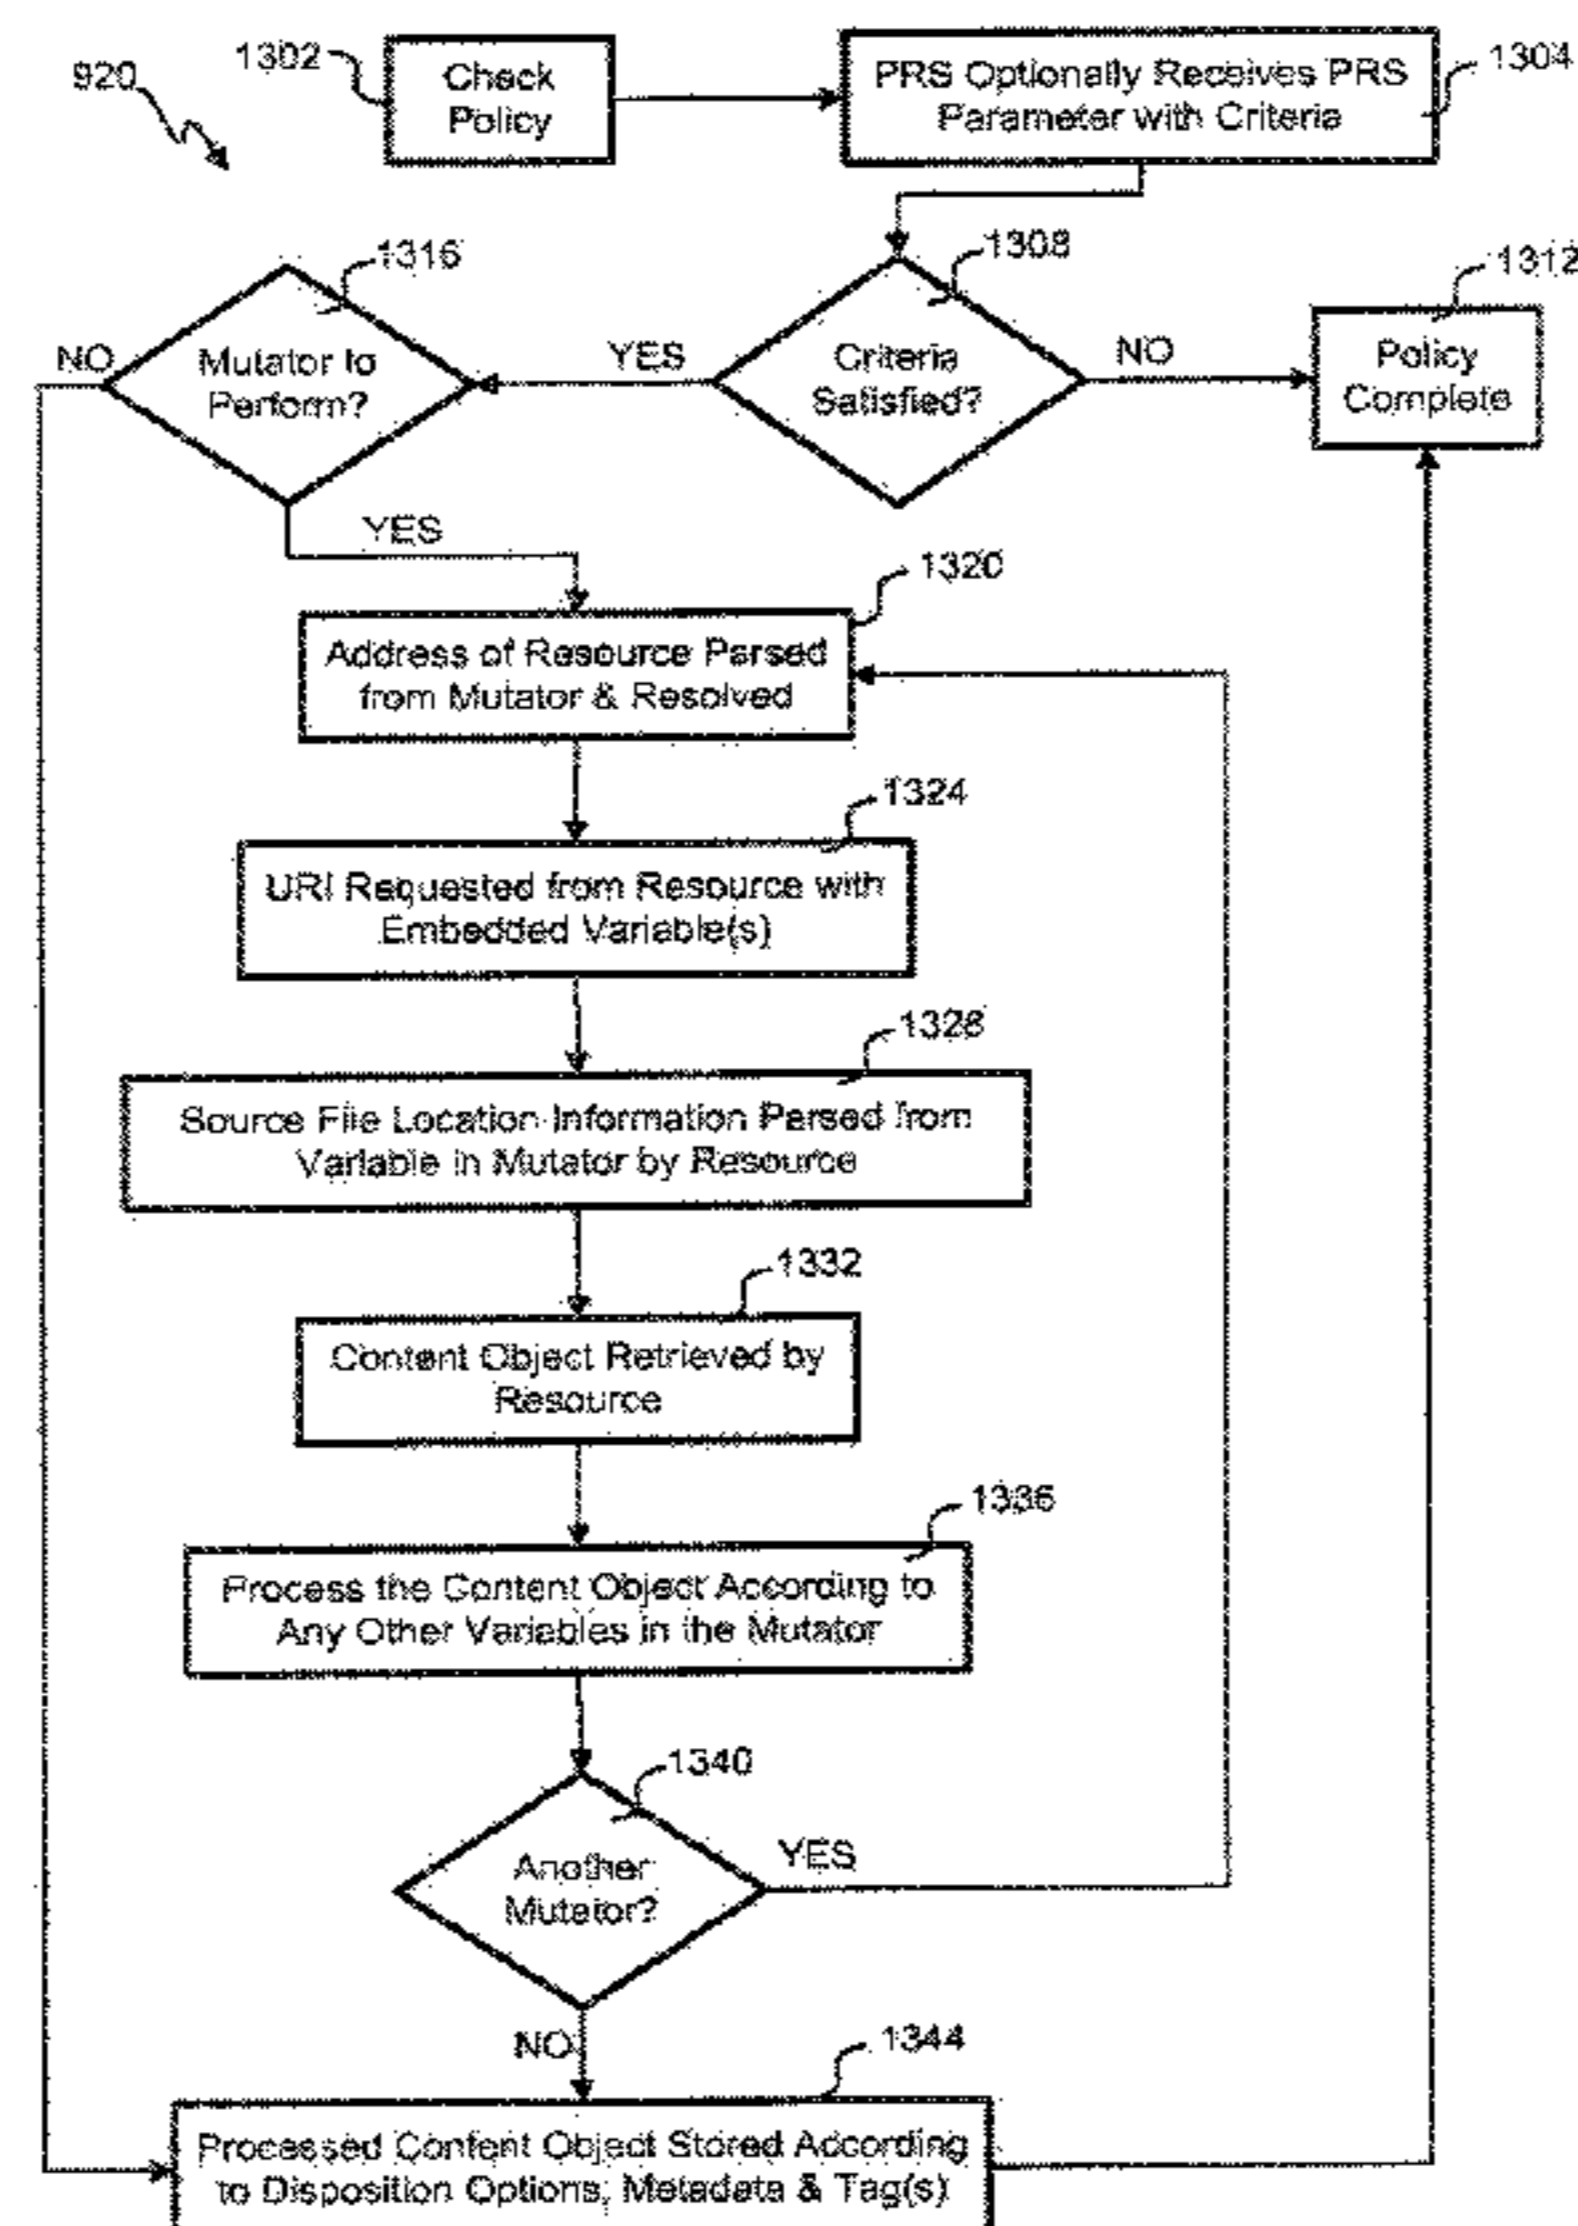 920
1302
Check
Policy
PRS Optionally Receives PRS
Parameter with Criteria
1304
1316
1308
1312
NO
Mutator to
Perform?
YES
Criteria
Satisfied?
NO
Policy
Complete
YES
1320
Address of Resource Parsed
from Mutator & Resolved
1324
URI Requested from Resource with
Embedded Variable(s)
1328
Source File Location Information Parsed from
Variable in Mutator by Resource
1332
Content Object Retrieved by
Resource
1336
Process the Content Object According to
Any Other Variables in the Mutator
1340
Another
Mutator?
YES
NO
1344
Processed Content Object Stored According
to Disposition Options, Metadata & Tag(s)